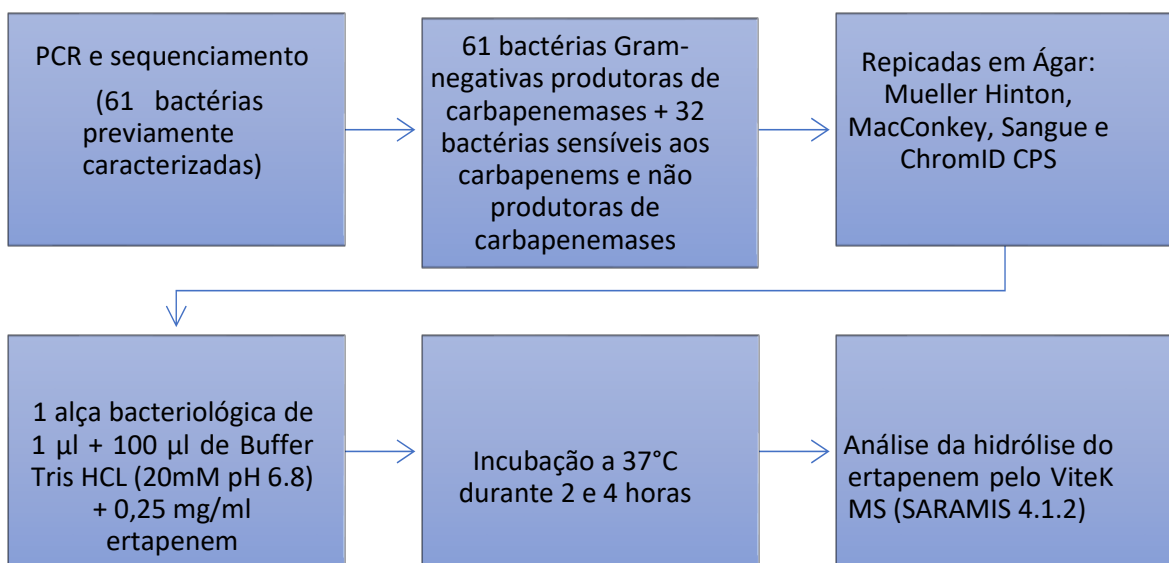 PCR e sequenciamento
(61 bactérias
previamente
caracterizadas)
61 bactérias Gram-
negativas produtoras de
carbapenemases + 32
bactérias sensíveis aos
carbapenems e não
produtoras de
carbapenemases
Repicadas em Ágar:
Mueller Hinton,
MacConkey, Sangue e
ChromID CPS
1 alça bacteriológica de
1 µl + 100 µl de Buffer
Tris HCL (20mM pH 6.8)
+ 0,25 mg/ml
ertapenem
Incubação a 37°C
durante 2 e 4 horas
Análise da hidrólise do
ertapenem pelo ViteK
MS (SARAMIS 4.1.2)